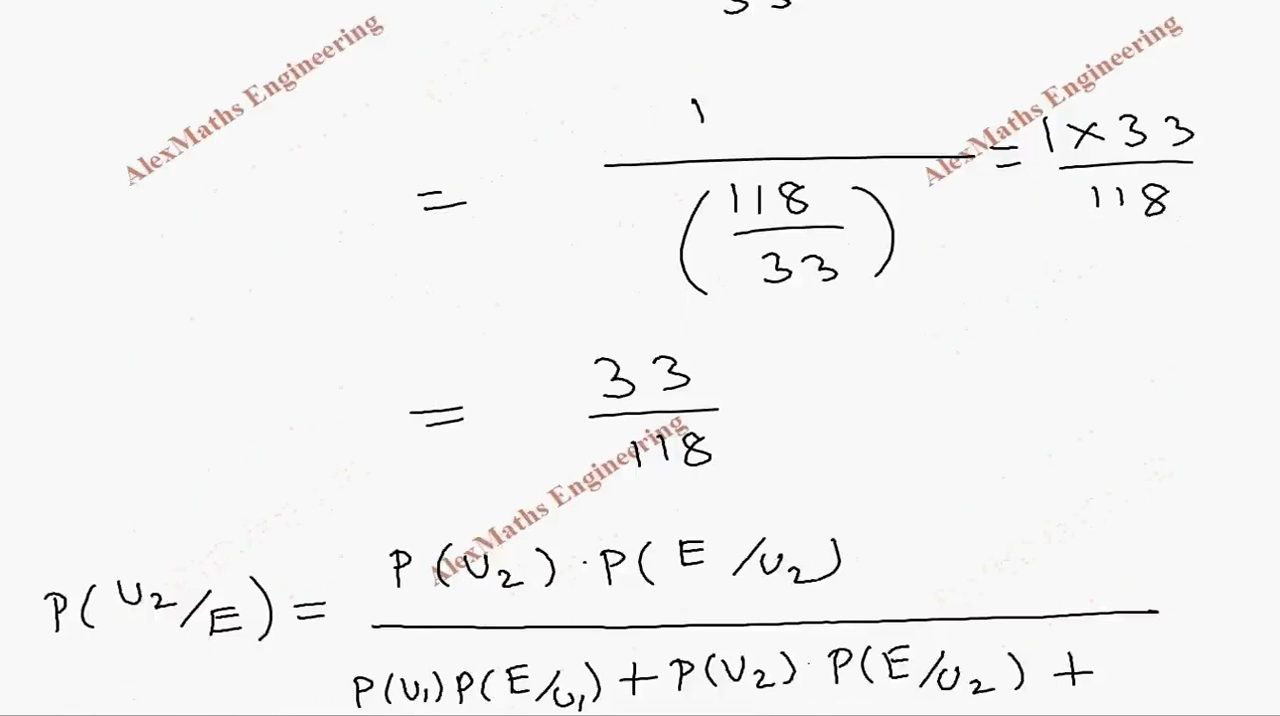 33
AlexMaths Engineering
AlexMaths Engineering
= 1 / (118/33) = 1 x 33 / 118
= 33 / 118
AlexMaths Engineering
P(U2/E) = P(U2) . P(E/U2)
P(U1)P(E/U1) + P(U2) . P(E/U2) +